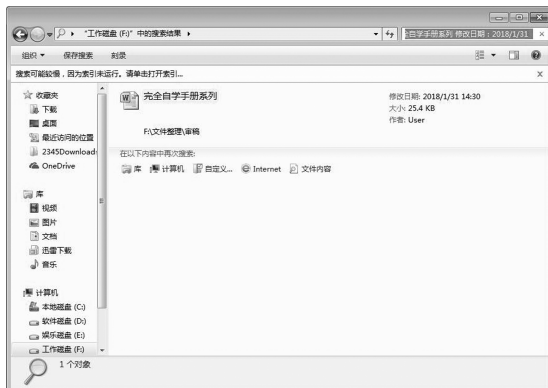 "工作磁盘 (F:)" 中的搜索结果
全自学手册系列 修改日期：2018/1/31
组织 保存搜索 刻录
搜索可能较慢，因为索引未运行。请单击打开索引...
收藏夹
下载
桌面
最近访问的位置
2345Download
OneDrive
库
视频
图片
文档
迅雷下载
音乐
计算机
本地磁盘 (C:)
软件磁盘 (D:)
娱乐磁盘 (E:)
工作磁盘 (F:)
完全自学手册系列
F:\文件整理\审稿
修改日期: 2018/1/31 14:30
大小: 25.4 KB
作者: User
在以下内容中再次搜索:
库 计算机 自定义... Internet 文件内容
1 个对象